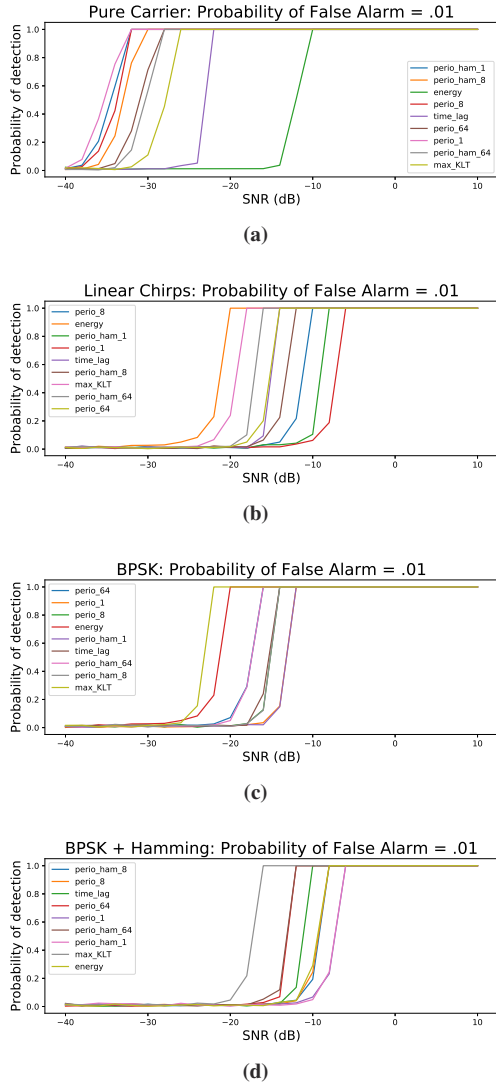 Pure Carrier: Probability of False Alarm = .01
Probability of detection
1.0
0.8
0.6
0.4
0.2
0.0
perio_ham_1
perio_ham_8
energy
perio_8
time_lag
perio_64
perio_1
perio_ham_64
max_KLT
−40
−30
−20
−10
0
10
SNR (dB)
(a)
Linear Chirps: Probability of False Alarm = .01
Probability of detection
1.0
0.8
0.6
0.4
0.2
0.0
perio_8
energy
perio_ham_1
perio_1
time_lag
perio_ham_8
max_KLT
perio_ham_64
perio_64
−40
−30
−20
−10
0
10
SNR (dB)
(b)
BPSK: Probability of False Alarm = .01
Probability of detection
1.0
0.8
0.6
0.4
0.2
0.0
perio_64
perio_1
perio_8
energy
perio_ham_1
time_lag
perio_ham_64
perio_ham_8
max_KLT
−40
−30
−20
−10
0
10
SNR (dB)
(c)
BPSK + Hamming: Probability of False Alarm = .01
Probability of detection
1.0
0.8
0.6
0.4
0.2
0.0
perio_ham_8
perio_8
time_lag
perio_64
perio_1
perio_ham_64
perio_ham_1
max_KLT
energy
−40
−30
−20
−10
0
10
SNR (dB)
(d)